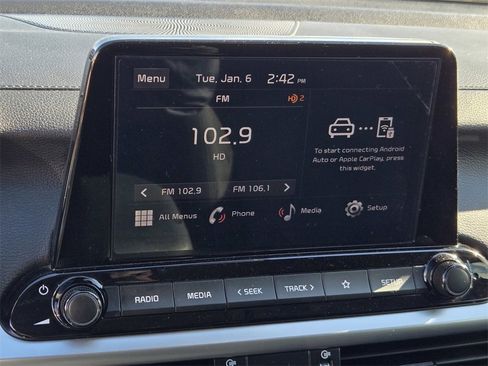 Menu Tue, Jan. 6 2:42 PM
FM HD 2
102.9
HD
To start connecting Android
Auto or Apple CarPlay, press
this widget.
< FM 102.9 FM 106.1 >
All Menus Phone Media Setup
RADIO MEDIA < SEEK TRACK > SETUP